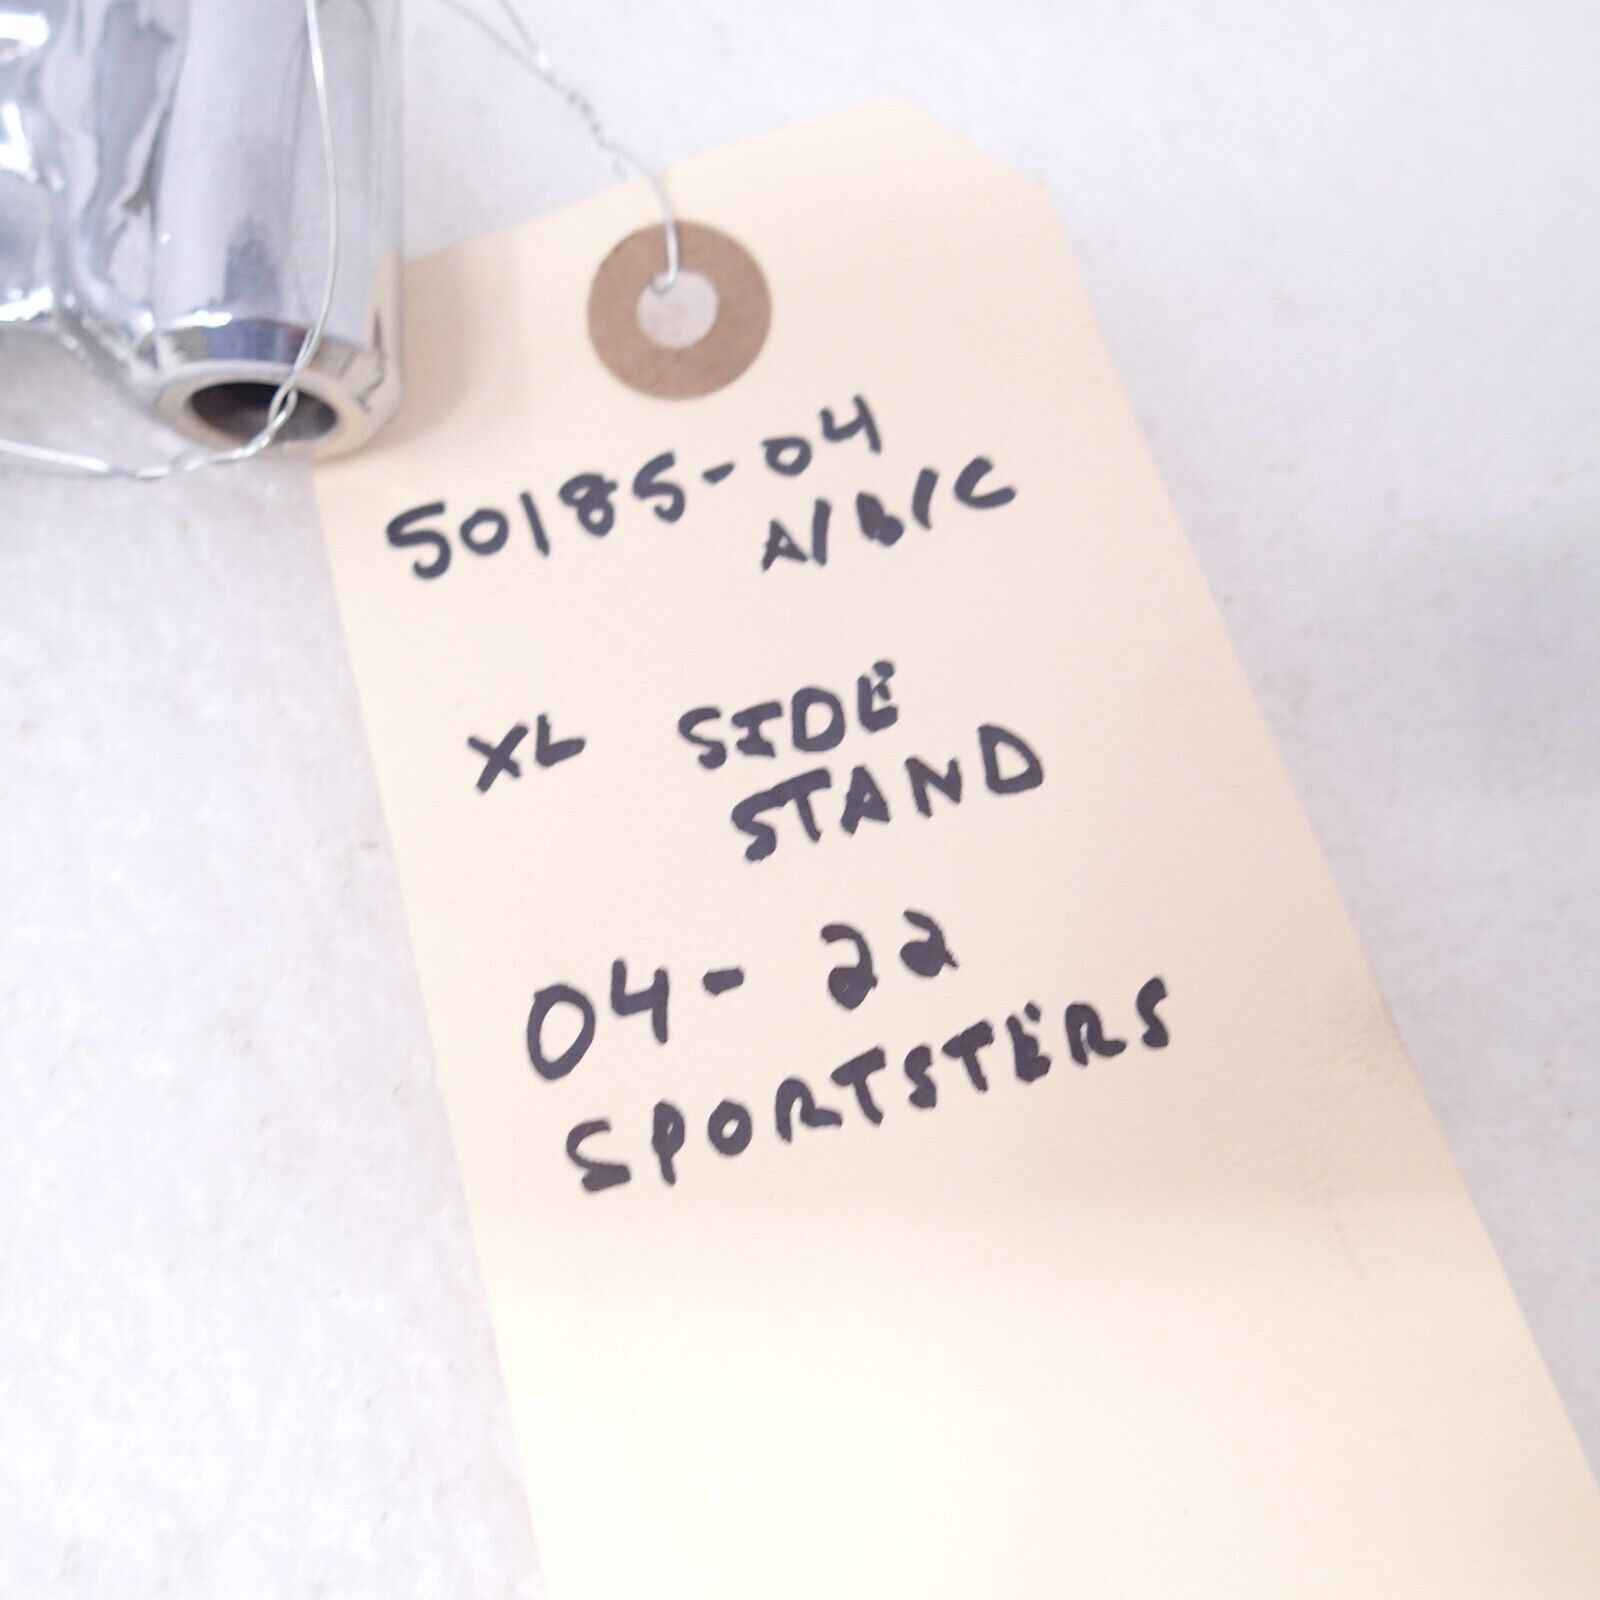 50185-04
A/B/C
XL SIDE
STAND
04-22
SPORTSTERS